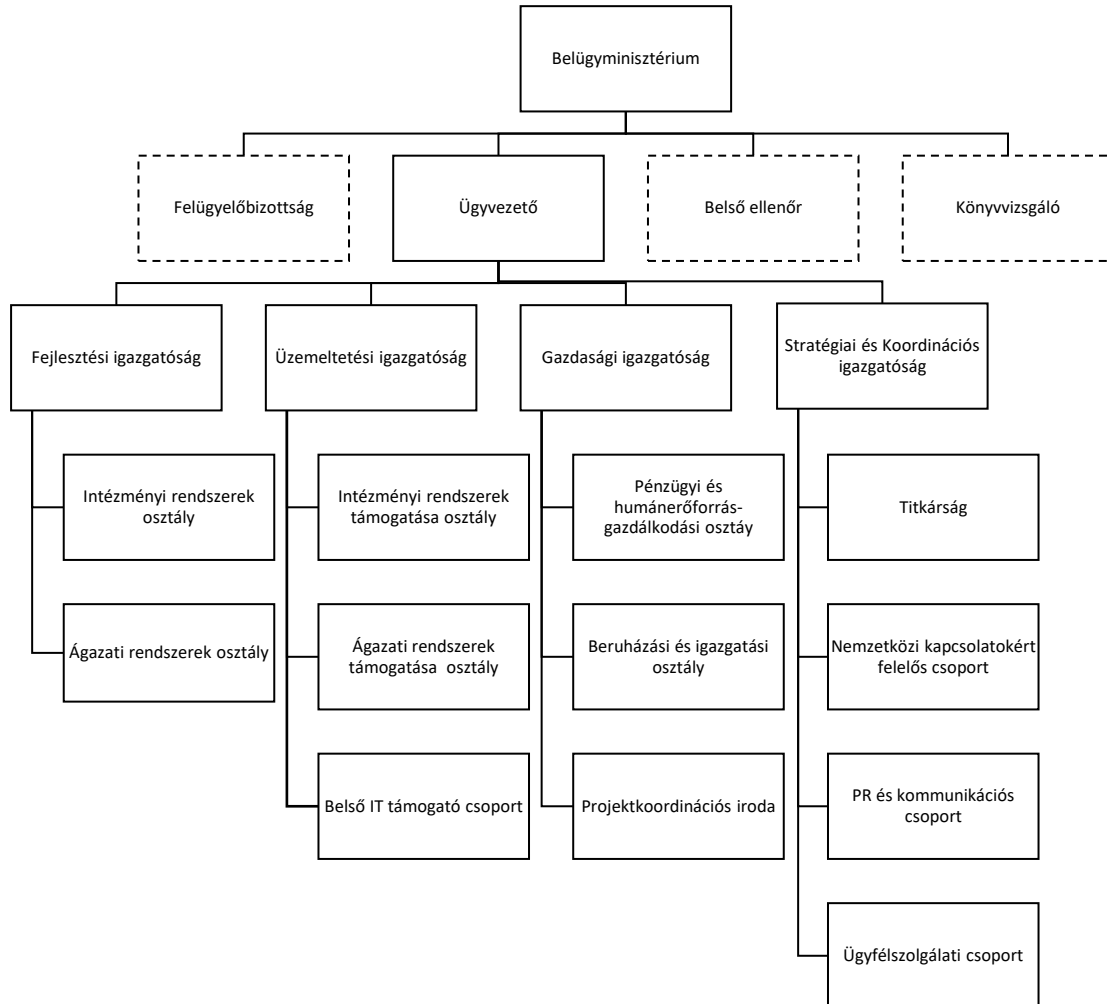 Belügyminisztérium
Felügyelőbizottság
Ügyvezető
Belső ellenőr
Könyvvizsgáló
Fejlesztési igazgatóság
Üzemeltetési igazgatóság
Gazdasági igazgatóság
Stratégiai és Koordinációs
igazgatóság
Intézményi rendszerek
osztály
Intézményi rendszerek
támogatása osztály
Pénzügyi és
humánerőforrás-
gazdálkodási osztáy
Titkárság
Ágazati rendszerek osztály
Ágazati rendszerek
támogatása  osztály
Beruházási és igazgatási
osztály
Nemzetközi kapcsolatokért
felelős csoport
Belső IT támogató csoport
Projektkoordinációs iroda
PR és kommunikációs
csoport
Ügyfélszolgálati csoport